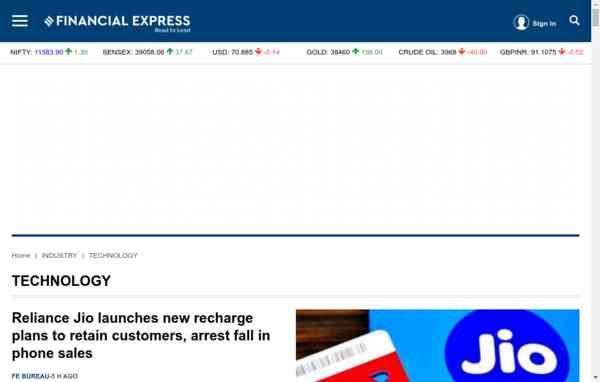 FINANCIAL EXPRESS
Read to Lead
Sign In
NIFTY: 11583.90 1.30 SENSEX: 39058.06 37.67 USD: 70.885 -0.14 GOLD: 38460 198.00 CRUDE OIL: 3968 -40.00 GBPINR: 91.1075 -0.52
Home | INDUSTRY | TECHNOLOGY
TECHNOLOGY
Reliance Jio launches new recharge
plans to retain customers, arrest fall in
phone sales
FE BUREAU-5 H AGO
Jio